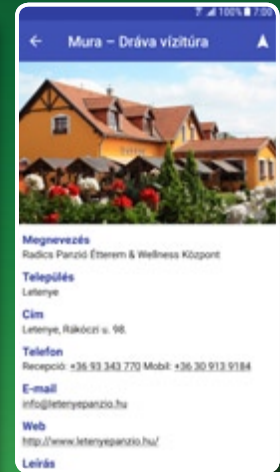 100% 7:00
Mura – Dráva vízitúra
Megnevezés
Radics Panzió Étterem & Wellness Központ
Település
Letenye
Cím
Letenye, Rákóczi u. 98.
Telefon
Recepció: +36 93 343 770 Mobil: +36 30 913 9184
E-mail
info@letenyepanzio.hu
Web
http://www.letenyepanzio.hu/
Leírás